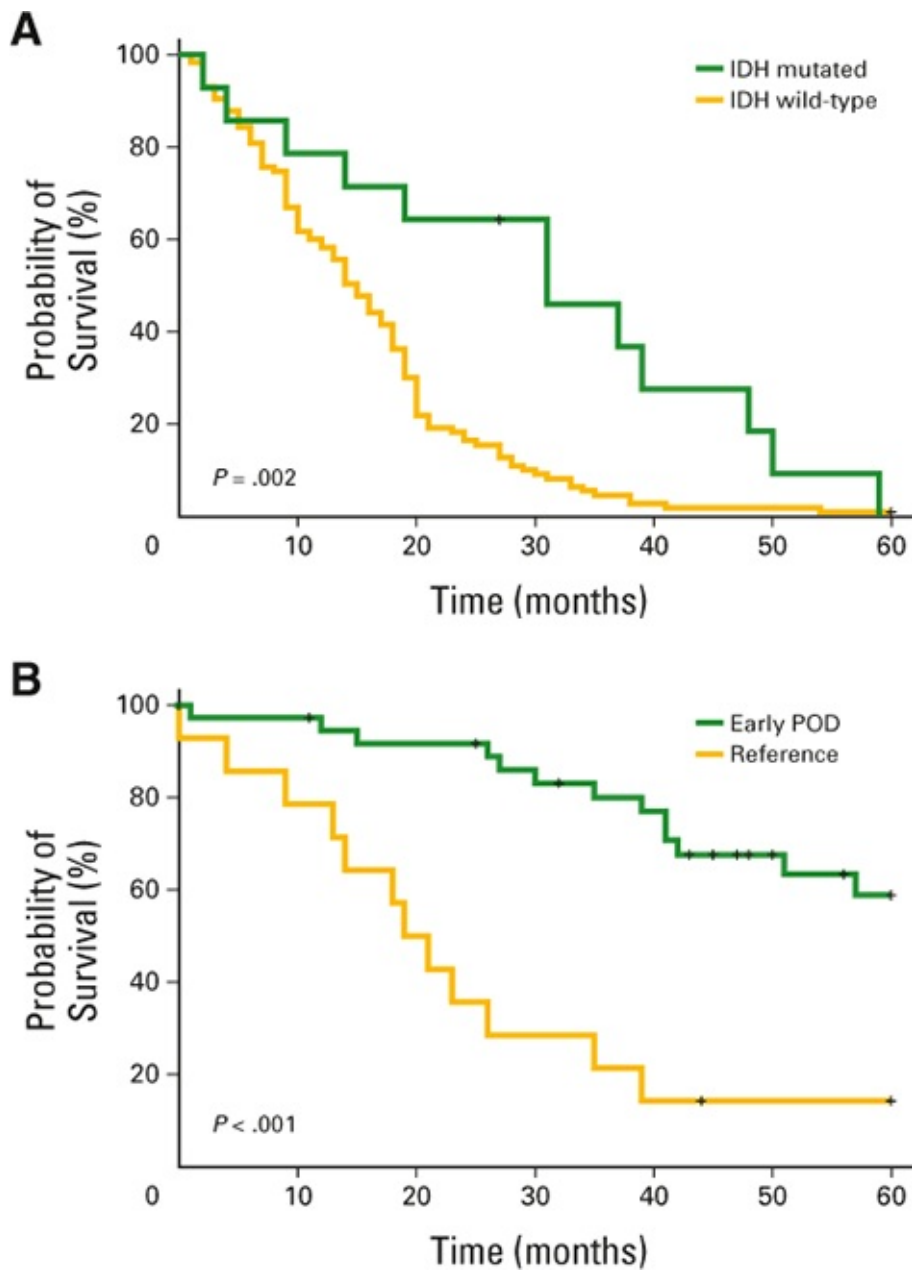 A
100
80
60
40
20
0
10
20
30
40
50
60
Probability of
Survival (%)
Time (months)
IDH mutated
IDH wild-type
P = .002
B
100
80
60
40
20
0
10
20
30
40
50
60
Probability of
Survival (%)
Time (months)
Early POD
Reference
P < .001